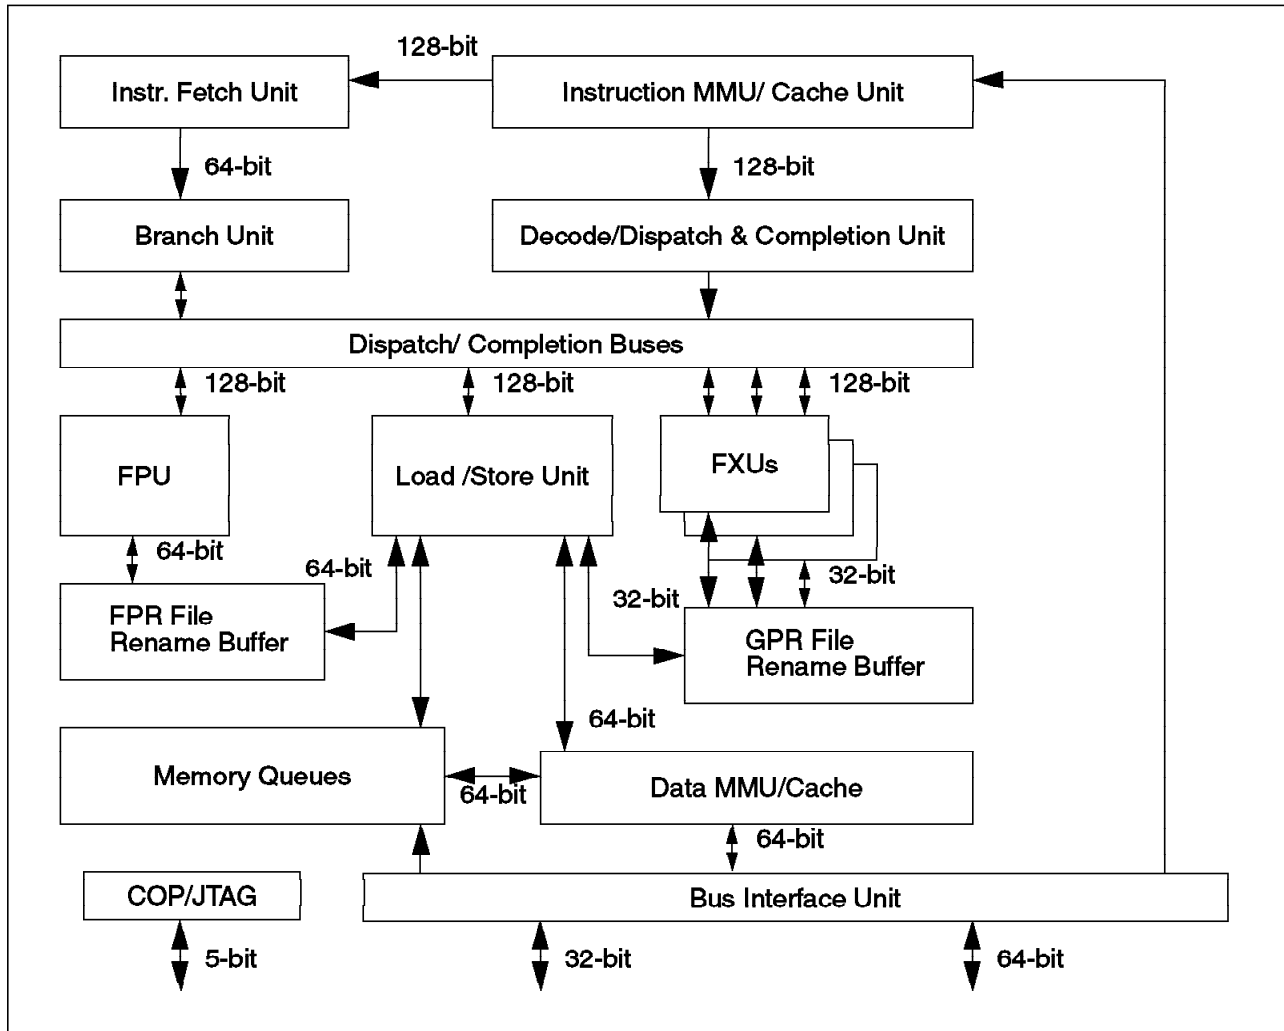 128-bit
Instr. Fetch Unit
Instruction MMU/ Cache Unit
64-bit
128-bit
Branch Unit
Decode/Dispatch & Completion Unit
Dispatch/ Completion Buses
128-bit
128-bit
128-bit
FPU
Load /Store Unit
FXUs
64-bit
64-bit
32-bit
32-bit
FPR File
Rename Buffer
GPR File
Rename Buffer
64-bit
Memory Queues
64-bit
Data MMU/Cache
64-bit
COP/JTAG
Bus Interface Unit
5-bit
32-bit
64-bit